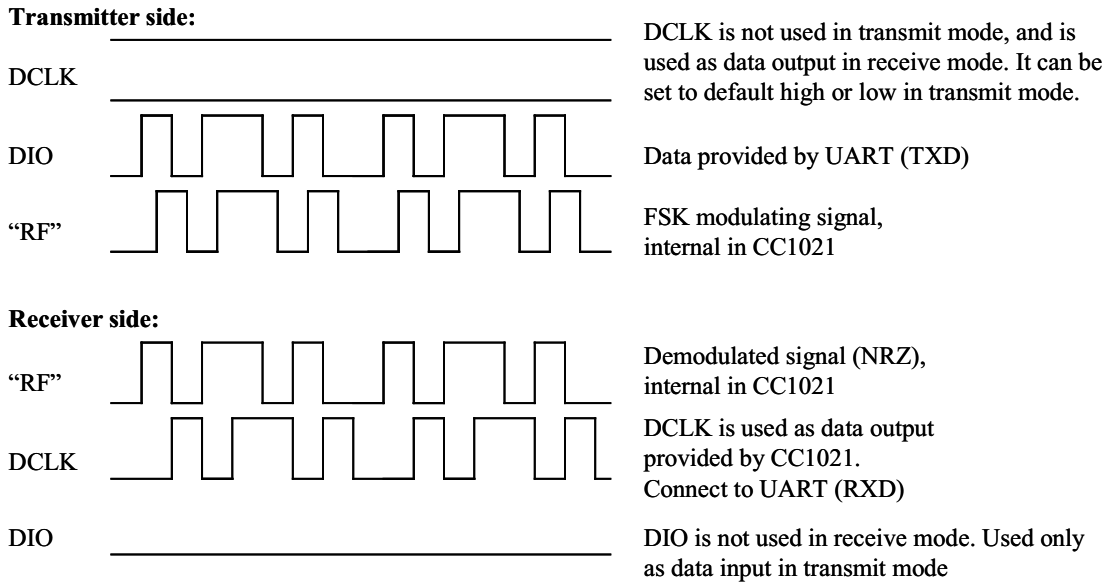 Transmitter side:
DCLK is not used in transmit mode, and is
used as data output in receive mode. It can be
set to default high or low in transmit mode.
DCLK
DIO
Data provided by UART (TXD)
“RF”
FSK modulating signal,
internal in CC1021
Receiver side:
“RF”
Demodulated signal (NRZ),
internal in CC1021
DCLK
DCLK is used as data output
provided by CC1021.
Connect to UART (RXD)
DIO
DIO is not used in receive mode. Used only
as data input in transmit mode